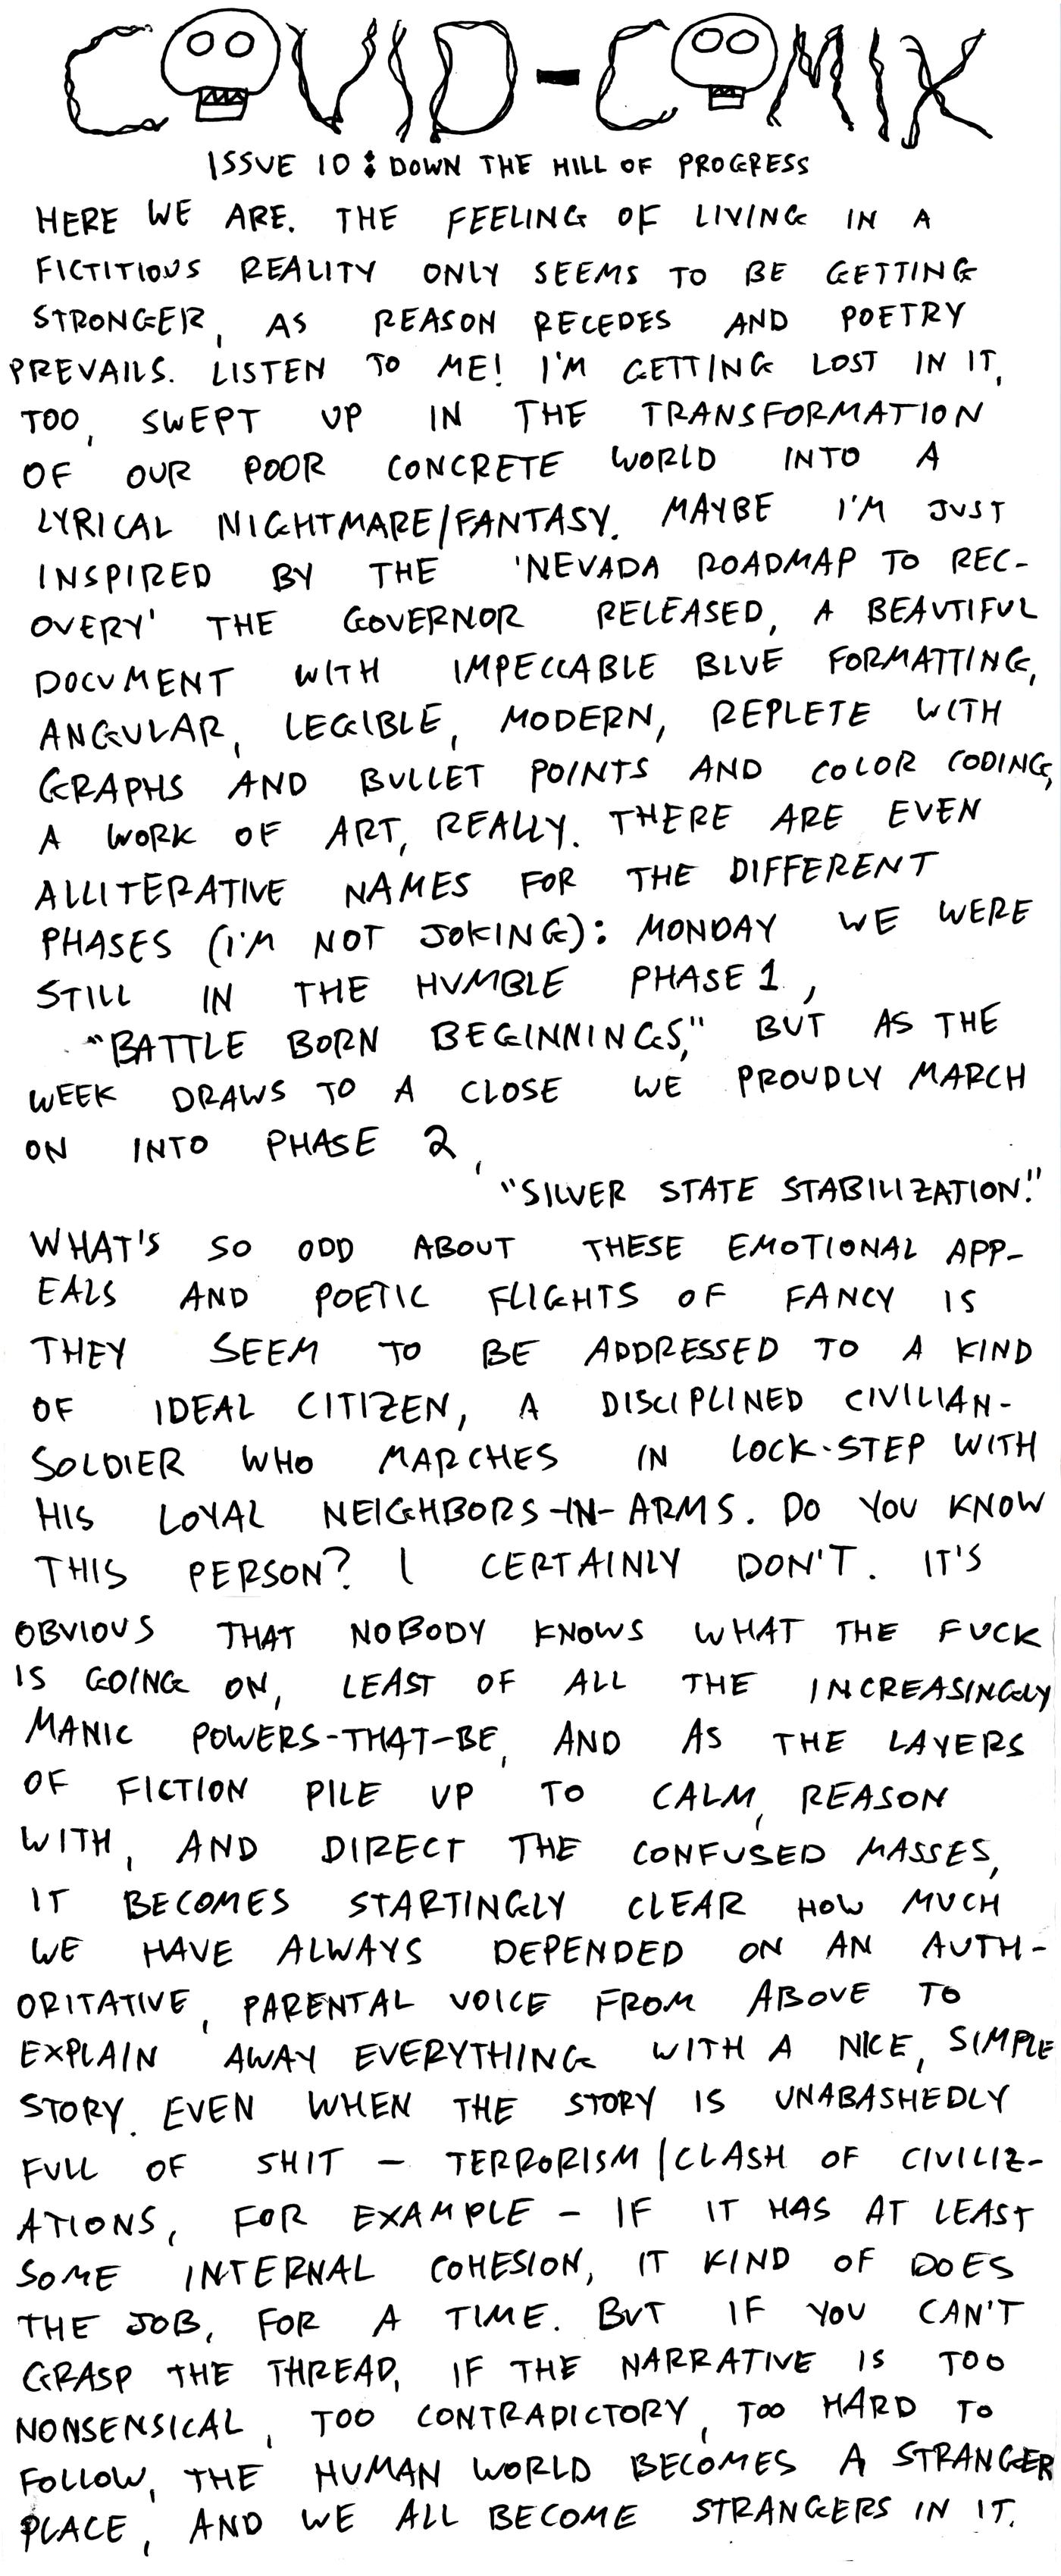 COVID-COMIX
ISSUE 10: DOWN THE HILL OF PROGRESS
HERE WE ARE. THE FEELING OF LIVING IN A
FICTITIOUS REALITY ONLY SEEMS TO BE GETTING
STRONGER, AS REASON RECEDES AND POETRY
PREVAILS. LISTEN TO ME! I'M GETTING LOST IN IT,
TOO, SWEPT UP IN THE TRANSFORMATION
OF OUR POOR CONCRETE WORLD INTO A
LYRICAL NIGHTMARE/FANTASY. MAYBE I'M JUST
INSPIRED BY THE 'NEVADA ROADMAP TO REC-
OVERY' THE GOVERNOR RELEASED, A BEAUTIFUL
DOCUMENT WITH IMPECCABLE BLUE FORMATTING,
ANGULAR, LEGIBLE, MODERN, REPLETE WITH
GRAPHS AND BULLET POINTS AND COLOR CODING,
A WORK OF ART, REALLY. THERE ARE EVEN
ALLITERATIVE NAMES FOR THE DIFFERENT
PHASES (I'M NOT JOKING): MONDAY WE WERE
STILL IN THE HUMBLE PHASE 1,
"BATTLE BORN BEGINNINGS," BUT AS THE
WEEK DRAWS TO A CLOSE WE PROUDLY MARCH
ON INTO PHASE 2,
"SILVER STATE STABILIZATION."
WHAT'S SO ODD ABOUT THESE EMOTIONAL APP-
EALS AND POETIC FLIGHTS OF FANCY IS
THEY SEEM TO BE ADDRESSED TO A KIND
OF IDEAL CITIZEN, A DISCIPLINED CIVILIAN-
SOLDIER WHO MARCHES IN LOCK-STEP WITH
HIS LOYAL NEIGHBORS-IN-ARMS. DO YOU KNOW
THIS PERSON? I CERTAINLY DON'T. IT'S
OBVIOUS THAT NOBODY KNOWS WHAT THE FUCK
IS GOING ON, LEAST OF ALL THE INCREASINGLY
MANIC POWERS-THAT-BE, AND AS THE LAYERS
OF FICTION PILE UP TO CALM, REASON
WITH, AND DIRECT THE CONFUSED MASSES,
IT BECOMES STARTINGLY CLEAR HOW MUCH
WE HAVE ALWAYS DEPENDED ON AN AUTH-
ORITATIVE, PARENTAL VOICE FROM ABOVE TO
EXPLAIN AWAY EVERYTHING WITH A NICE, SIMPLE
STORY. EVEN WHEN THE STORY IS UNABASHEDLY
FULL OF SHIT - TERRORISM/CLASH OF CIVILIZ-
ATIONS, FOR EXAMPLE - IF IT HAS AT LEAST
SOME INTERNAL COHESION, IT KIND OF DOES
THE JOB, FOR A TIME. BUT IF YOU CAN'T
GRASP THE THREAD, IF THE NARRATIVE IS TOO
NONSENSICAL, TOO CONTRADICTORY, TOO HARD TO
FOLLOW, THE HUMAN WORLD BECOMES A STRANGER
PLACE, AND WE ALL BECOME STRANGERS IN IT.